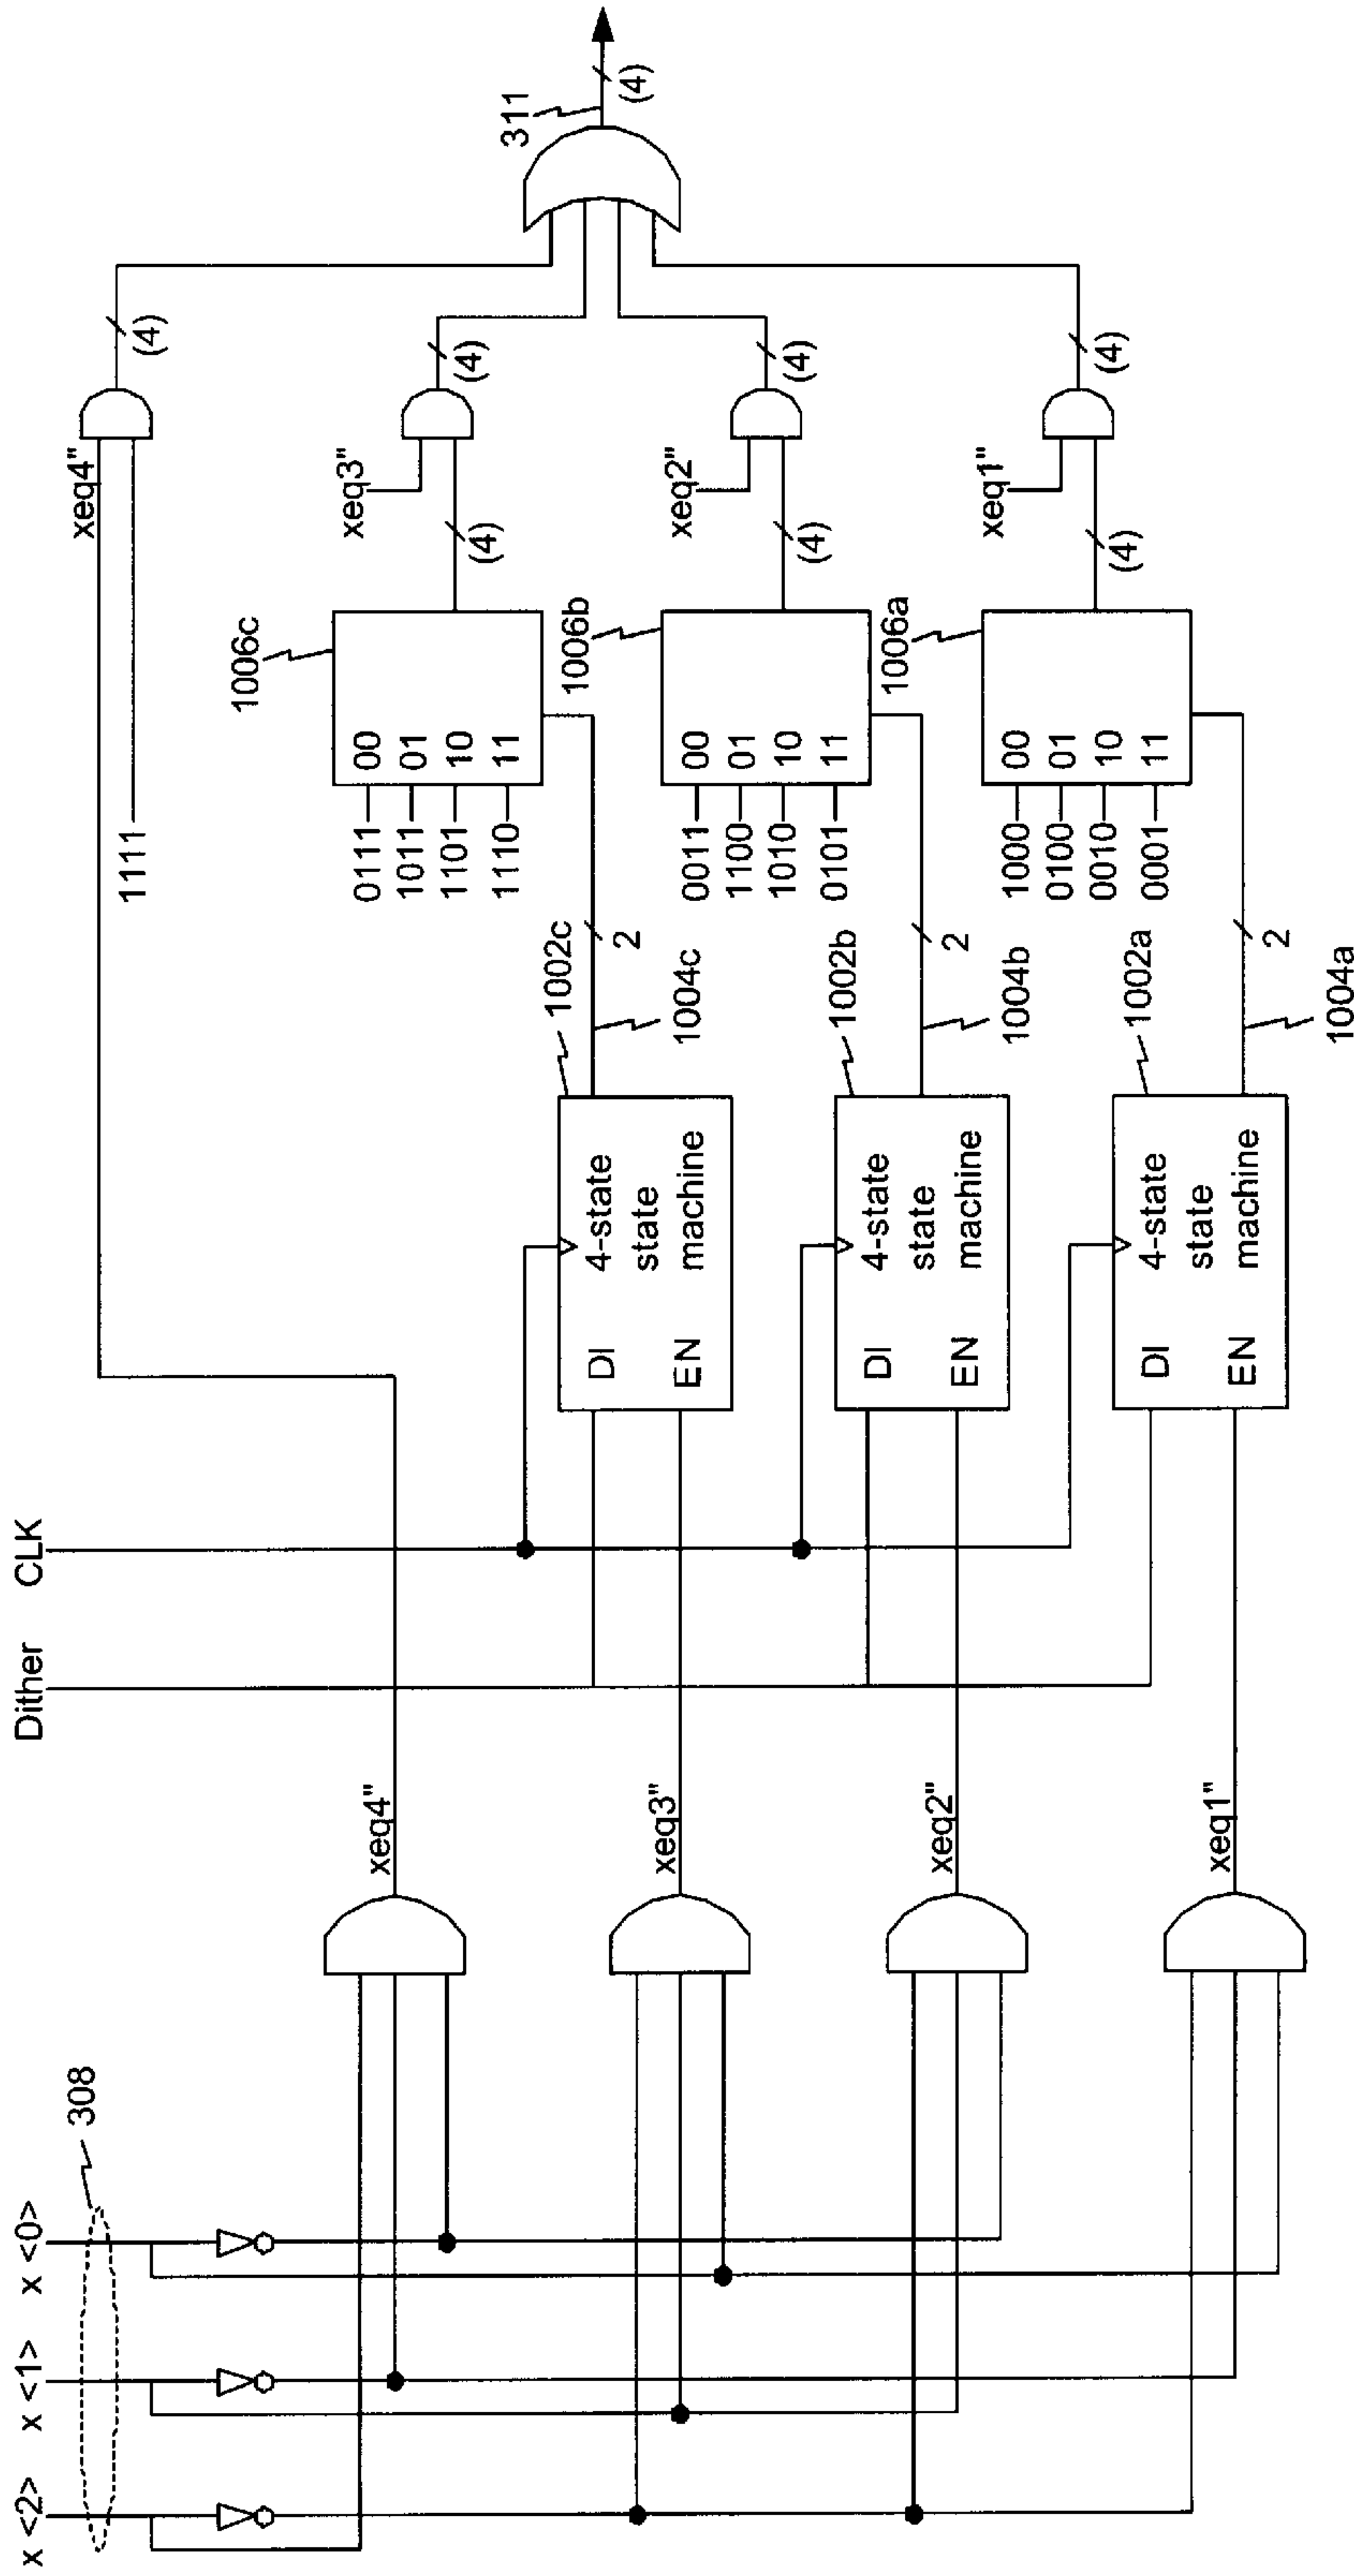 x <2>
x <1>
x <0>
308
Dither
CLK
xeq4"
xeq3"
xeq2"
xeq1"
DI
EN
4-state
state
machine
1002c
1004c
2
DI
EN
4-state
state
machine
1002b
1004b
2
DI
EN
4-state
state
machine
1002a
1004a
2
1111
xeq4"
(4)
0111 00
1011 01
1101 10
1110 11
1006c
(4)
xeq3"
(4)
0011 00
1100 01
1010 10
0101 11
1006b
(4)
xeq2"
(4)
1000 00
0100 01
0010 10
0001 11
1006a
(4)
xeq1"
(4)
311
(4)